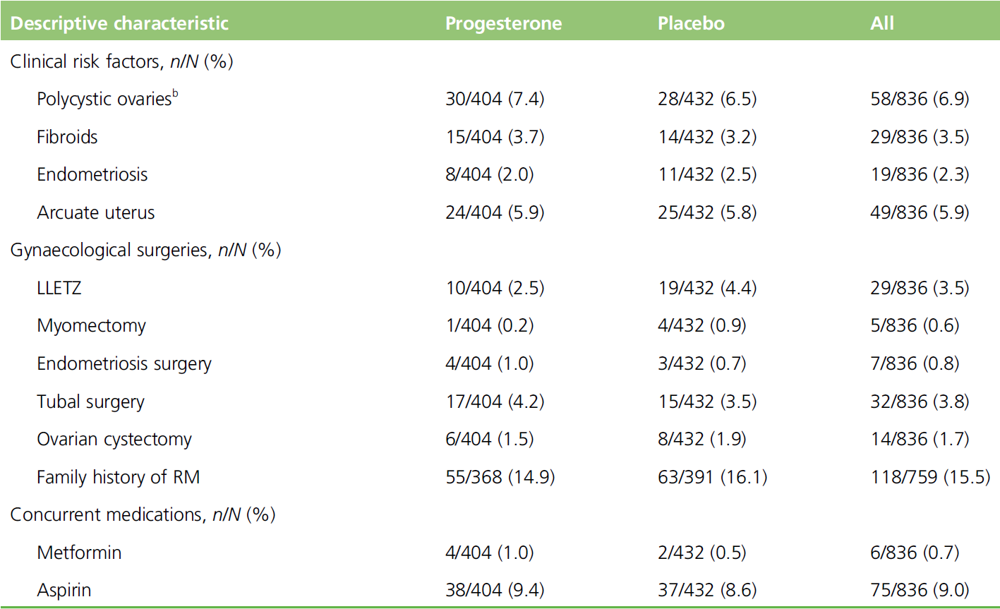 Descriptive characteristic Progesterone Placebo All
Clinical risk factors, n/N (%)
Polycystic ovariesb 30/404 (7.4) 28/432 (6.5) 58/836 (6.9)
Fibroids 15/404 (3.7) 14/432 (3.2) 29/836 (3.5)
Endometriosis 8/404 (2.0) 11/432 (2.5) 19/836 (2.3)
Arcuate uterus 24/404 (5.9) 25/432 (5.8) 49/836 (5.9)
Gynaecological surgeries, n/N (%)
LLETZ 10/404 (2.5) 19/432 (4.4) 29/836 (3.5)
Myomectomy 1/404 (0.2) 4/432 (0.9) 5/836 (0.6)
Endometriosis surgery 4/404 (1.0) 3/432 (0.7) 7/836 (0.8)
Tubal surgery 17/404 (4.2) 15/432 (3.5) 32/836 (3.8)
Ovarian cystectomy 6/404 (1.5) 8/432 (1.9) 14/836 (1.7)
Family history of RM 55/368 (14.9) 63/391 (16.1) 118/759 (15.5)
Concurrent medications, n/N (%)
Metformin 4/404 (1.0) 2/432 (0.5) 6/836 (0.7)
Aspirin 38/404 (9.4) 37/432 (8.6) 75/836 (9.0)